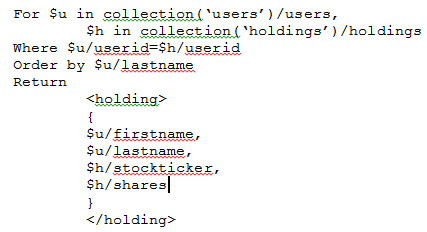 For $u in collection(‘users’)/users,
$h in collection(‘holdings’)/holdings
Where $u/userid=$h/userid
Order by $u/lastname
Return
<holding>
{
$u/firstname,
$u/lastname,
$h/stockticker,
$h/shares
}
</holding>